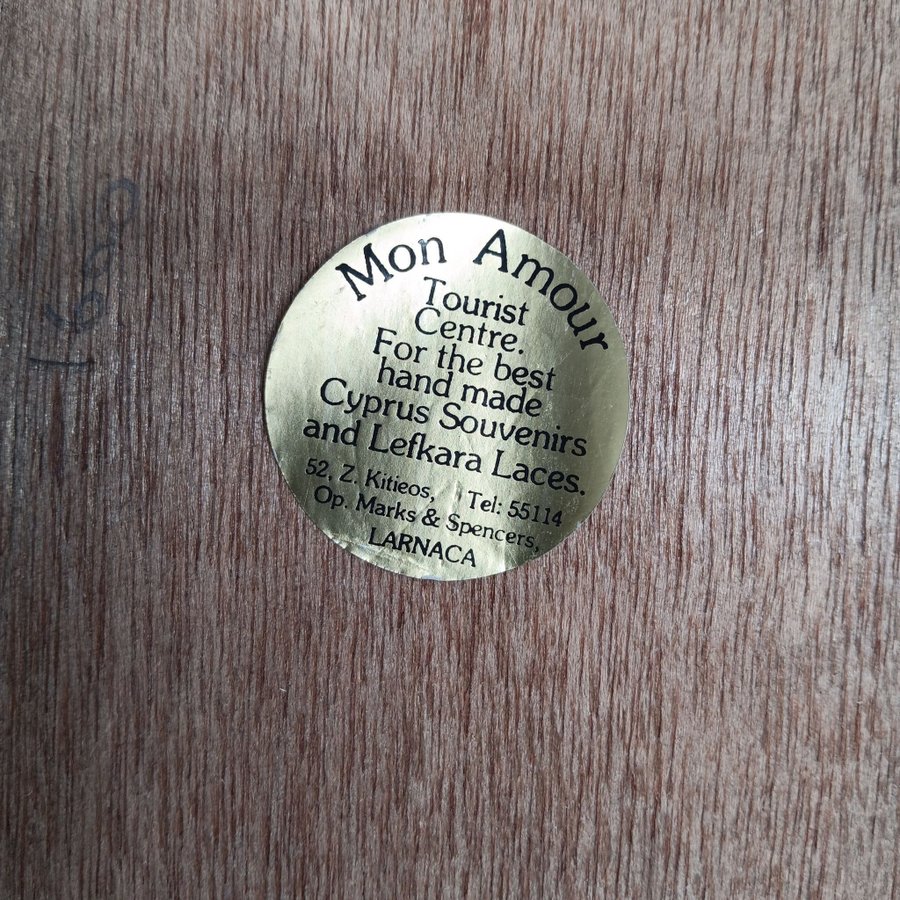 Mon Amour
Tourist
Centre.
For the best
hand made
Cyprus Souvenirs
and Lefkara Laces.
52, Z. Kitieos, Tel: 55114
Op. Marks & Spencers,
LARNACA